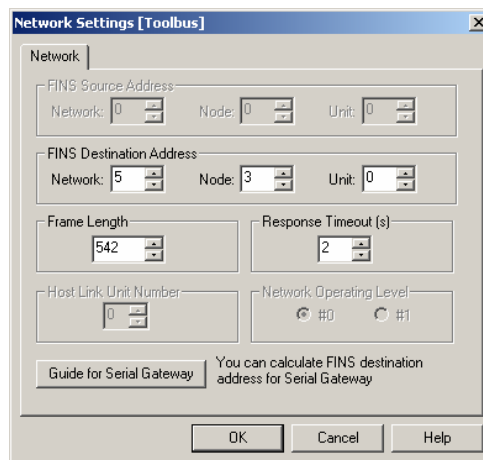 Network Settings [Toolbus]
Network
FINS Source Address
Network: 0 Node: 0 Unit: 0
FINS Destination Address
Network: 5 Node: 3 Unit: 0
Frame Length Response Timeout (s)
542 2
Host Link Unit Number Network Operating Level
0 #0 #1
Guide for Serial Gateway You can calculate FINS destination
address for Serial Gateway
OK Cancel Help